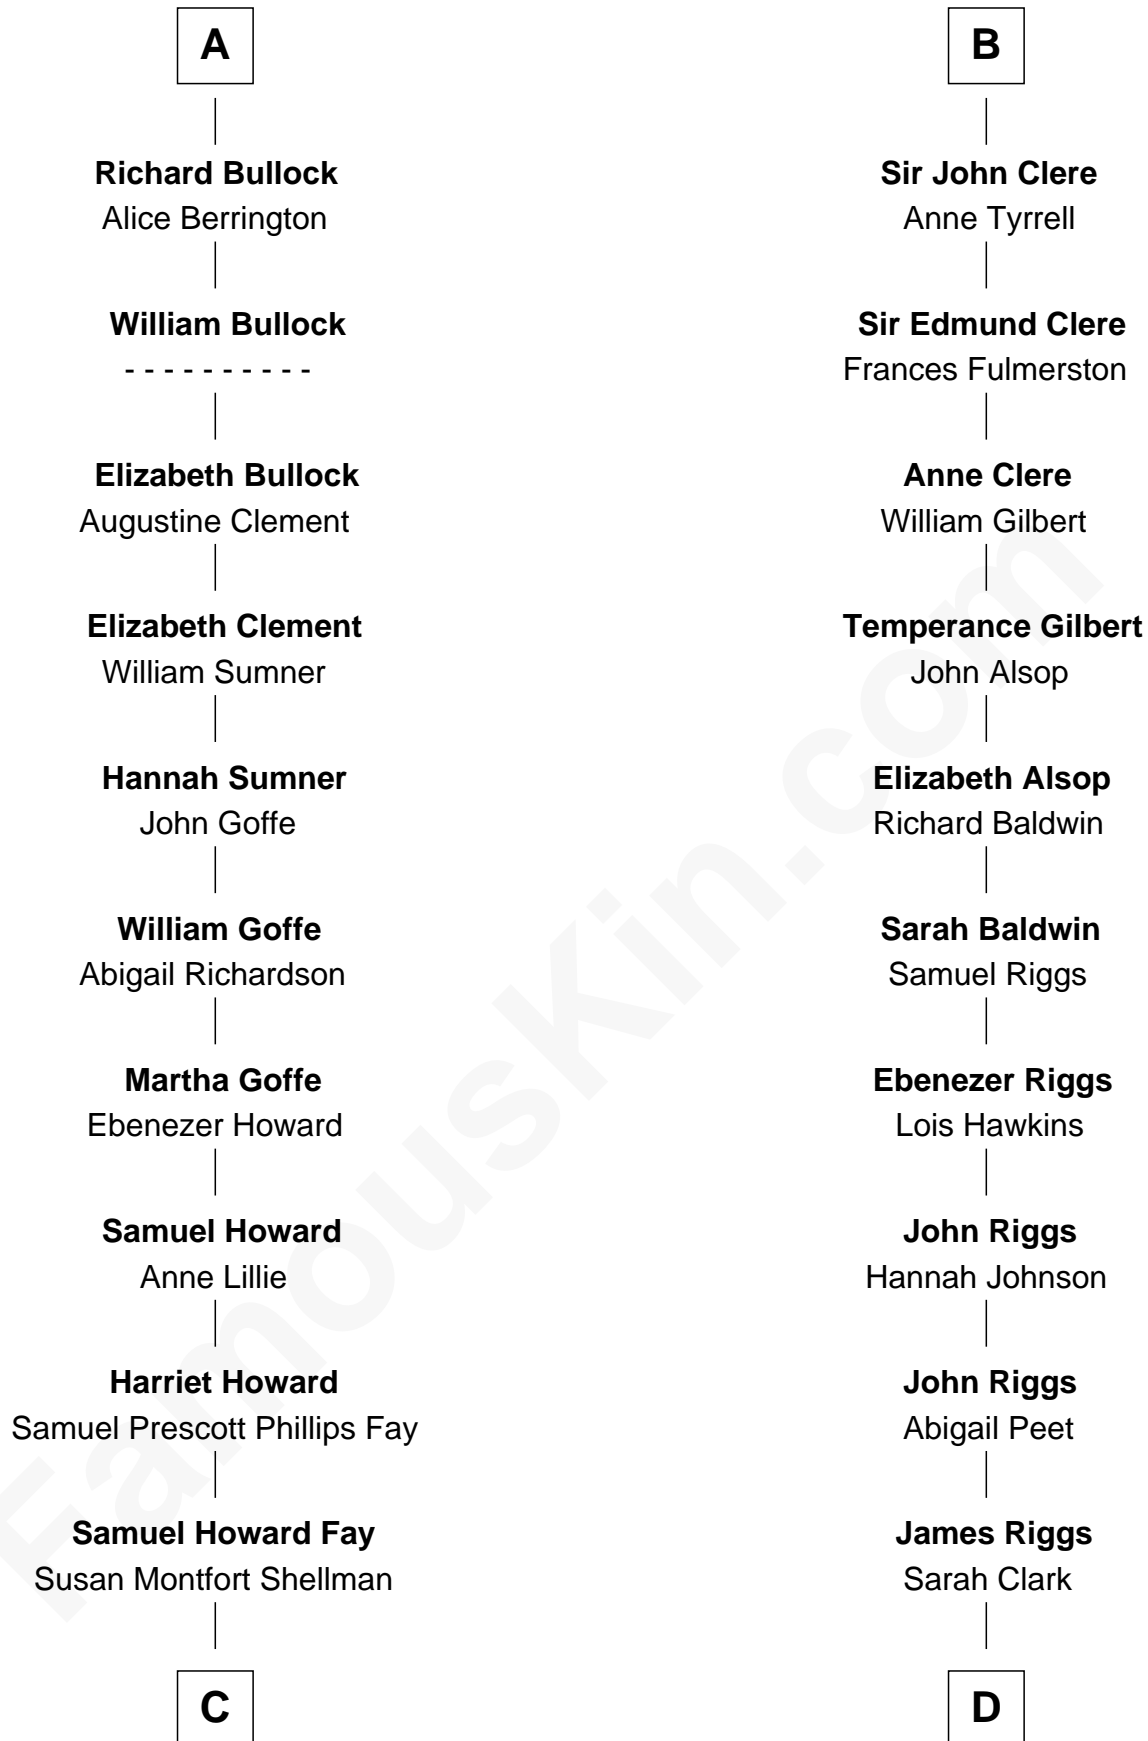 A
Richard Bullock
Alice Berrington
William Bullock
- - - - - - - - - -
Elizabeth Bullock
Augustine Clement
Elizabeth Clement
William Sumner
Hannah Sumner
John Goffe
William Goffe
Abigail Richardson
Martha Goffe
Ebenezer Howard
Samuel Howard
Anne Lillie
Harriet Howard
Samuel Prescott Phillips Fay
Samuel Howard Fay
Susan Montfort Shellman
C
B
Sir John Clere
Anne Tyrrell
Sir Edmund Clere
Frances Fulmerston
Anne Clere
William Gilbert
Temperance Gilbert
John Alsop
Elizabeth Alsop
Richard Baldwin
Sarah Baldwin
Samuel Riggs
Ebenezer Riggs
Lois Hawkins
John Riggs
Hannah Johnson
John Riggs
Abigail Peet
James Riggs
Sarah Clark
D
FamousKin.com